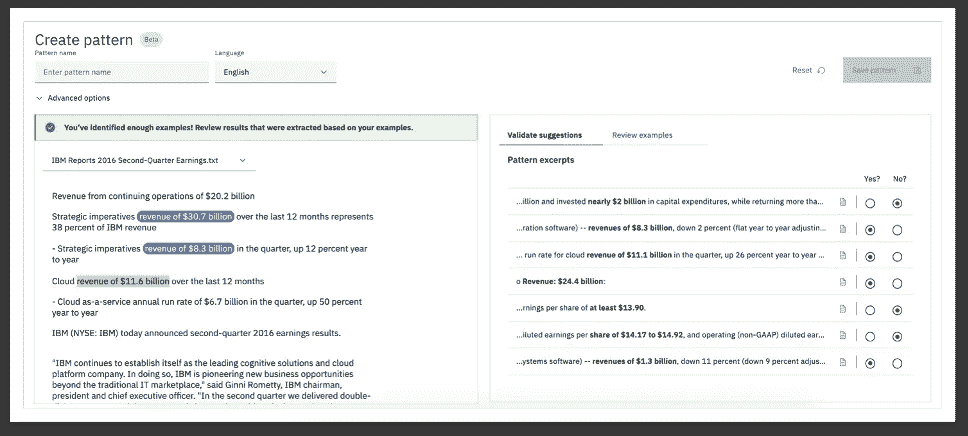 Create pattern Beta
Pattern name Language
Enter pattern name English
Reset Save pattern
Advanced options
You've identified enough examples! Review results that were extracted based on your examples.
IBM Reports 2016 Second-Quarter Earnings.txt
Revenue from continuing operations of $20.2 billion
Strategic imperatives revenue of $30.7 billion over the last 12 months represents
38 percent of IBM revenue
- Strategic imperatives revenue of $8.3 billion in the quarter, up 12 percent year
to year
Cloud revenue of $11.6 billion over the last 12 months
- Cloud as-a-service annual run rate of $6.7 billion in the quarter, up 50 percent
year to year
IBM (NYSE: IBM) today announced second-quarter 2016 earnings results.
"IBM continues to establish itself as the leading cognitive solutions and cloud
platform company. In doing so, IBM is pioneering new business opportunities
beyond the traditional IT marketplace," said Ginni Rometty, IBM chairman,
president and chief executive officer. "In the second quarter we delivered double-
Validate suggestions Review examples
Pattern excerpts
Yes? No?
...illion and invested nearly $2 billion in capital expenditures, while returning more tha...
...ration software) -- revenues of $8.3 billion, down 2 percent (flat year to year adjustin...
... run rate for cloud revenue of $11.1 billion in the quarter, up 26 percent year to year ...
o Revenue: $24.4 billion:
...rnings per share of at least $13.90.
...iluted earnings per share of $14.17 to $14.92, and operating (non-GAAP) diluted ear...
...ystems software) -- revenues of $1.3 billion, down 11 percent (down 9 percent adjus...